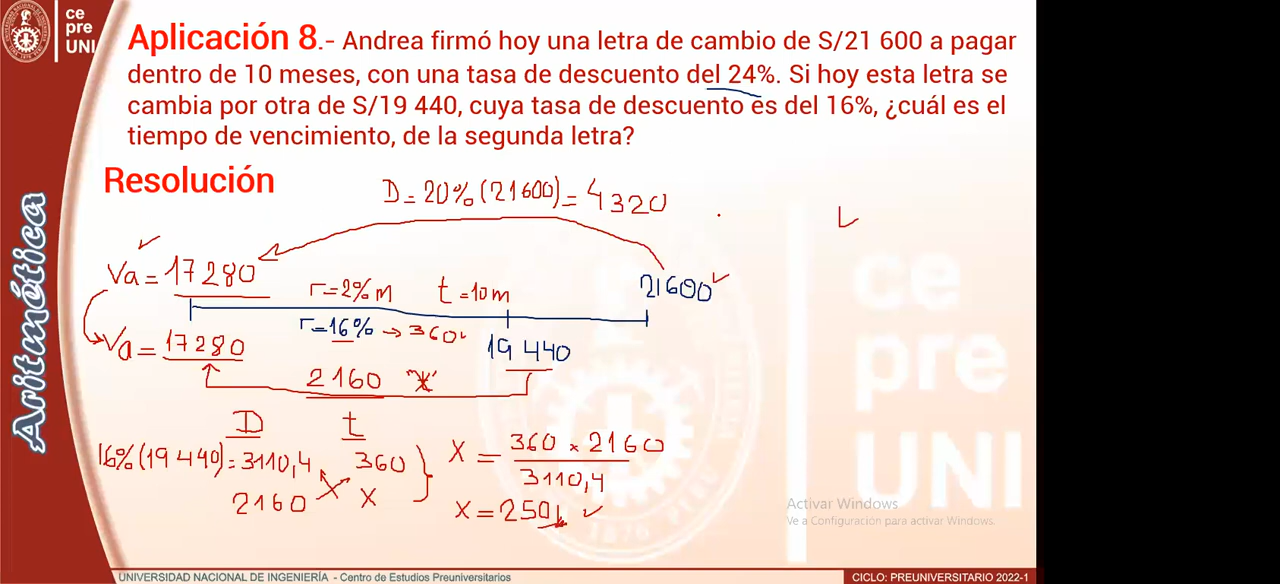 ce
pre
UNI
Aplicación 8.- Andrea firmó hoy una letra de cambio de S/21 600 a pagar
dentro de 10 meses, con una tasa de descuento del 24%. Si hoy esta letra se
cambia por otra de S/19 440, cuya tasa de descuento es del 16%, ¿cuál es el
tiempo de vencimiento, de la segunda letra?
Resolución
D = 20% (21600) = 4320
Va = 17280
r = 2% m t = 10 m
21600
r = 16% → 360
Va = 17280
19 440
2160 "x"
D t
16% (19 440) = 3110,4 360
2160 x
x = 360 × 2160
3110,4
x = 250
Aritmética
ce
pre
UNI
1876
Activar Windows
Ve a Configuración para activar Windows.
UNIVERSIDAD NACIONAL DE INGENIERÍA - Centro de Estudios Preuniversitarios
CICLO: PREUNIVERSITARIO 2022-1